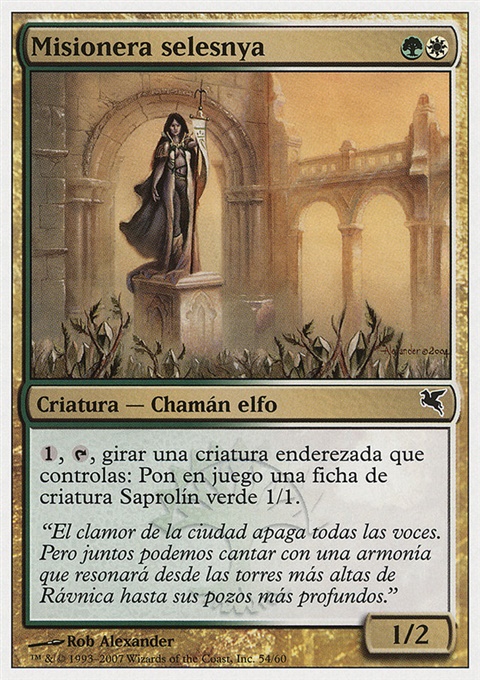 Misionera selesnya
Alexander ©2004
Criatura — Chamán elfo
1, , girar una criatura enderezada que
controlas: Pon en juego una ficha de
criatura Saprolín verde 1/1.
“El clamor de la ciudad apaga todas las voces.
Pero juntos podemos cantar con una armonía
que resonará desde las torres más altas de
Rávnica hasta sus pozos más profundos.”
1/2
Rob Alexander
™ & © 1993–2007 Wizards of the Coast, Inc. 54/60